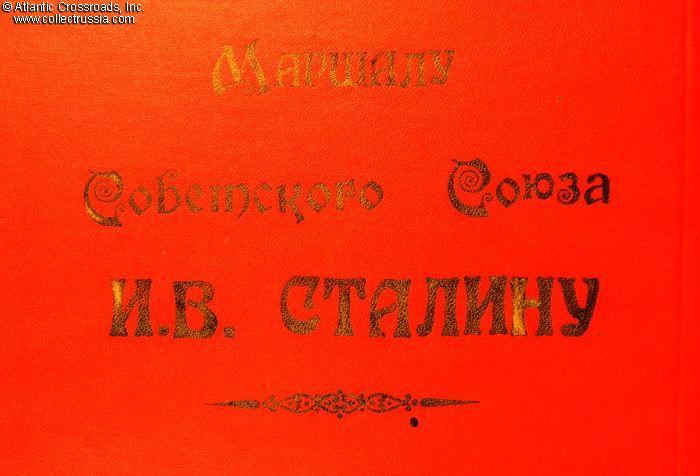 © Atlantic Crossroads, Inc.
www.collectrussia.com
Маршалу
Советского Союза
И.В. СТАЛИНУ